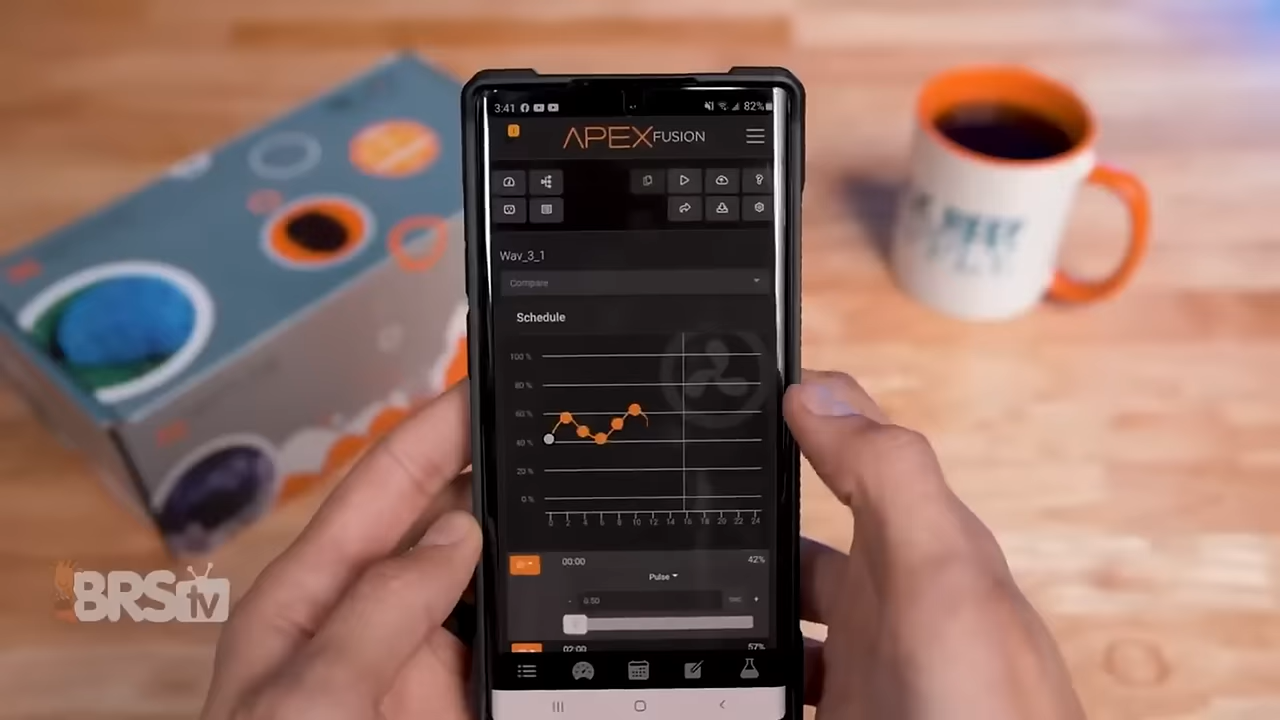 3:41
82%
APEX FUSION
Wav_3_1
Compare
Schedule
100 %
80 %
60 %
40 %
20 %
0 %
0 2 4 6 8 10 12 14 16 18 20 22 24
00:00
42%
Pulse
- 0.50
sec +
02:00
57%
BRStv